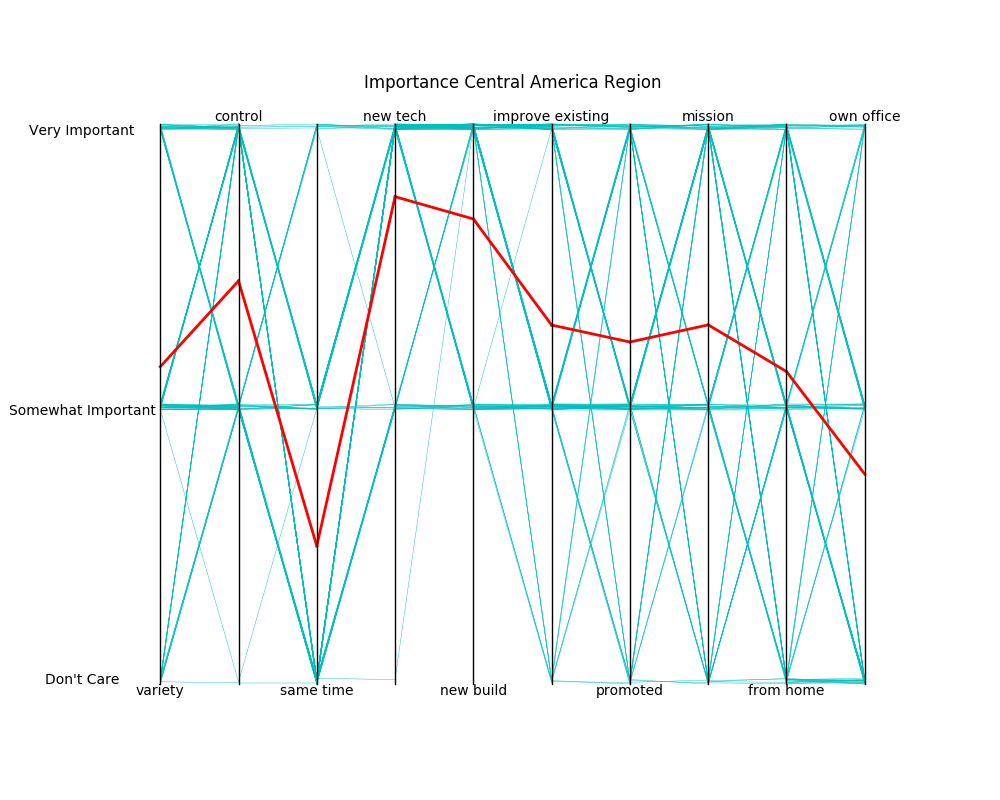 Importance Central America Region
control
new tech
improve existing
mission
own office
Very Important
Somewhat Important
Don't Care
variety
same time
new build
promoted
from home